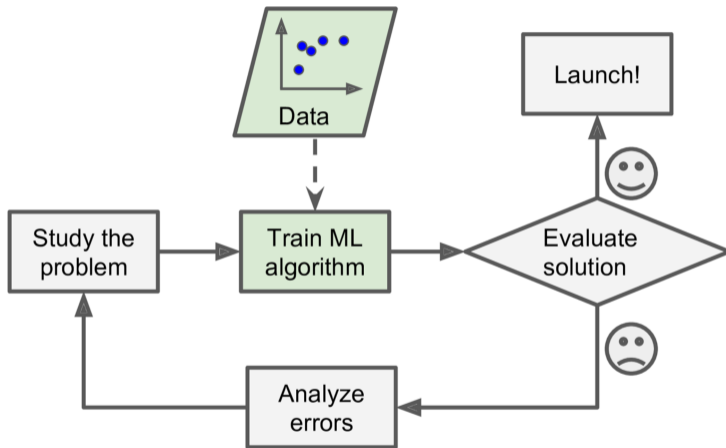 Data
Launch!
Study the
problem
Train ML
algorithm
Evaluate
solution
Analyze
errors